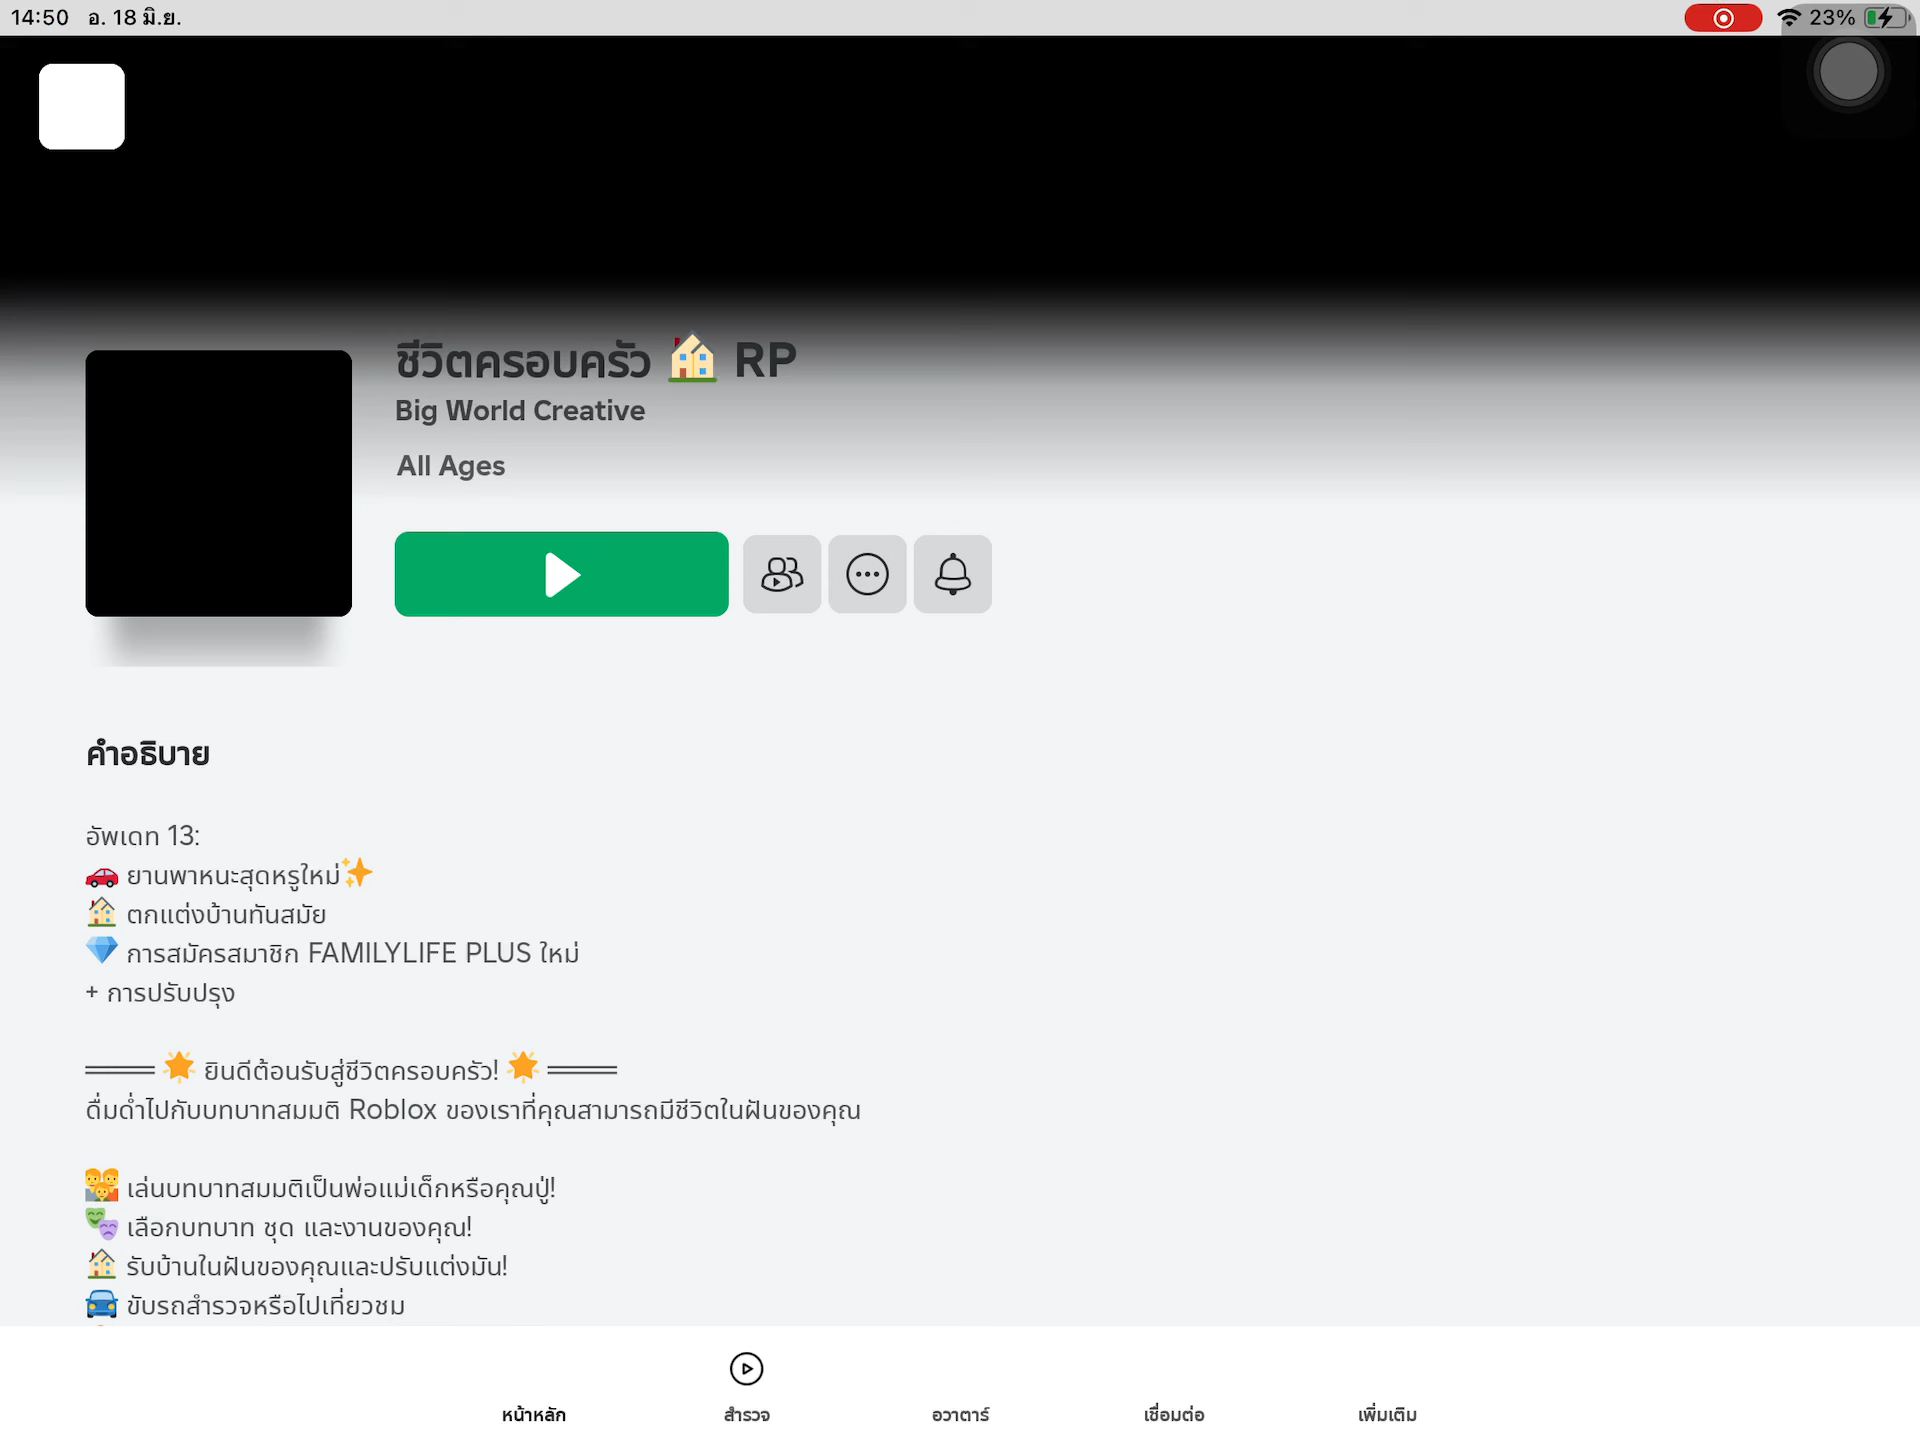 14:50 อ. 18 มิ.ย.
23%
ชีวิตครอบครัว 🏠 RP
Big World Creative
All Ages
คำอธิบาย
อัพเดท 13:
🚗 ยานพาหนะสุดหรูใหม่✨
🏠 ตกแต่งบ้านทันสมัย
💎 การสมัครสมาชิก FAMILYLIFE PLUS ใหม่
+ การปรับปรุง
════ 🌟 ยินดีต้อนรับสู่ชีวิตครอบครัว! 🌟 ════
ดื่มด่ำไปกับบทบาทสมมติ Roblox ของเราที่คุณสามารถมีชีวิตในฝันของคุณ
👪 เล่นบทบาทสมมติเป็นพ่อแม่เด็กหรือคุณปู่!
🎭 เลือกบทบาท ชุด และงานของคุณ!
🏠 รับบ้านในฝันของคุณและปรับแต่งมัน!
🚘 ขับรถสำรวจหรือไปเที่ยวชม
หน้าหลัก สำรวจ อวาตาร์ เชื่อมต่อ เพิ่มเติม